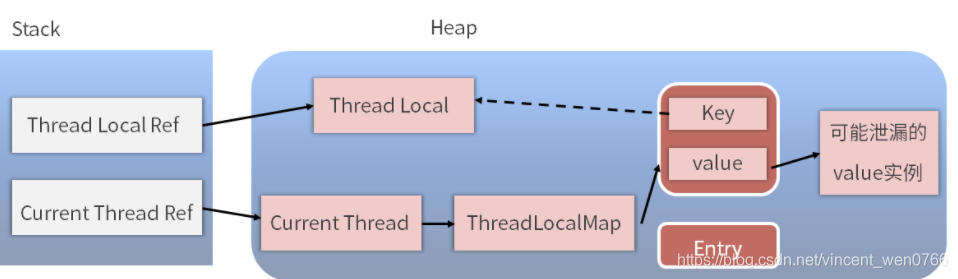 Stack
Heap
Thread Local Ref
Thread Local
Key
value
可能泄漏的
value实例
Current Thread Ref
Current Thread
ThreadLocalMap
Entry
https://blog.csdn.net/vincent_wen0766